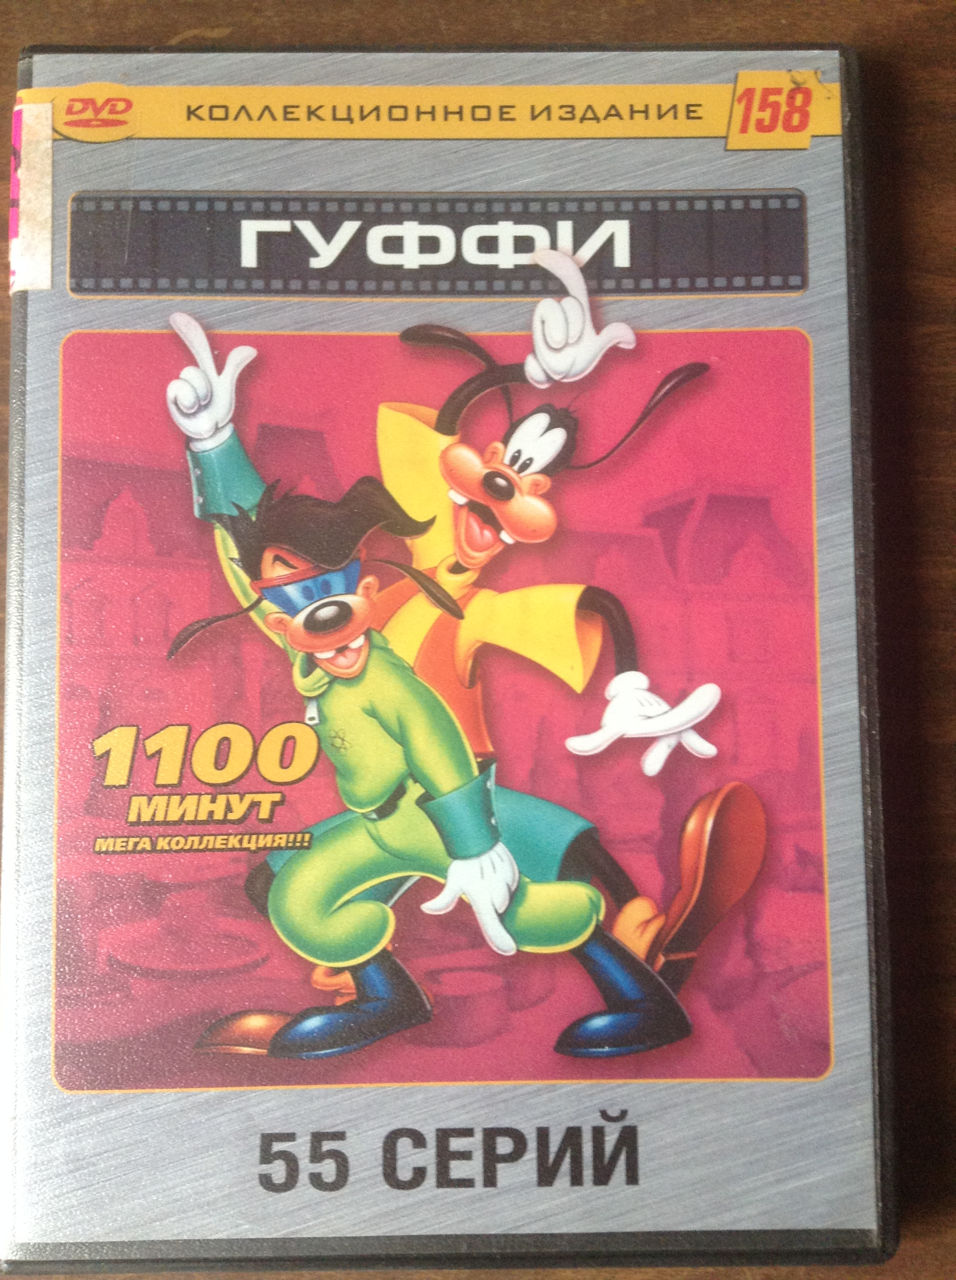 DVD
КОЛЛЕКЦИОННОЕ ИЗДАНИЕ
158
ГУФФИ
1100
МИНУТ
МЕГА КОЛЛЕКЦИЯ!!!
55 СЕРИЙ